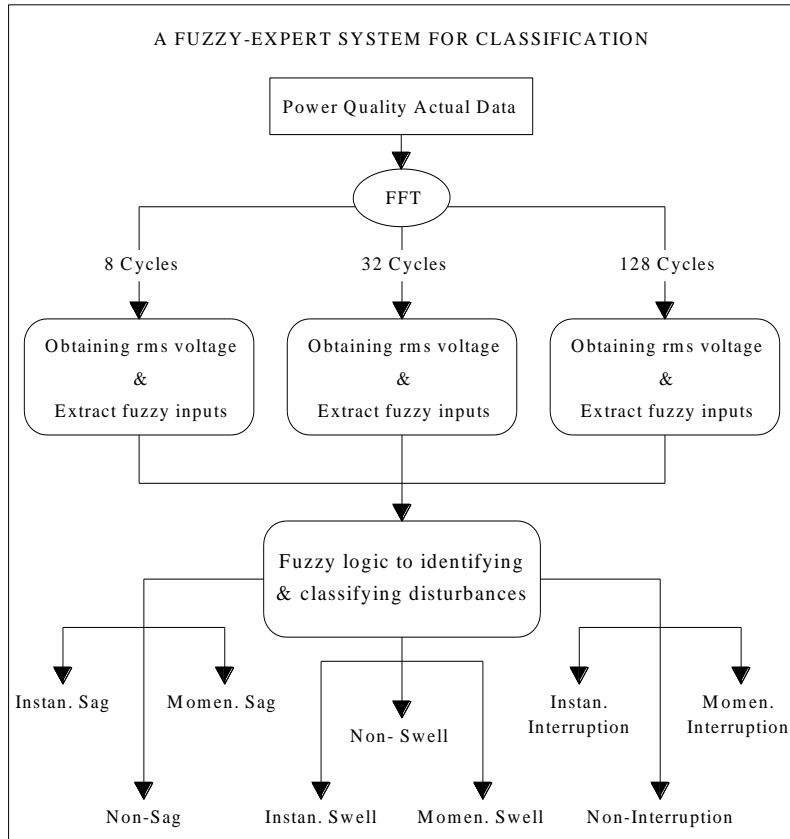 A FUZZY-EXPERT SYSTEM FOR CLASSIFICATION
Power Quality Actual Data
FFT
8 Cycles
32 Cycles
128 Cycles
Obtaining rms voltage
&
Extract fuzzy inputs
Obtaining rms voltage
&
Extract fuzzy inputs
Obtaining rms voltage
&
Extract fuzzy inputs
Fuzzy logic to identifying
& classifying disturbances
Instan. Sag
Momen. Sag
Non- Swell
Instan.
Interruption
Momen.
Interruption
Non-Sag
Instan. Swell
Momen. Swell
Non-Interruption